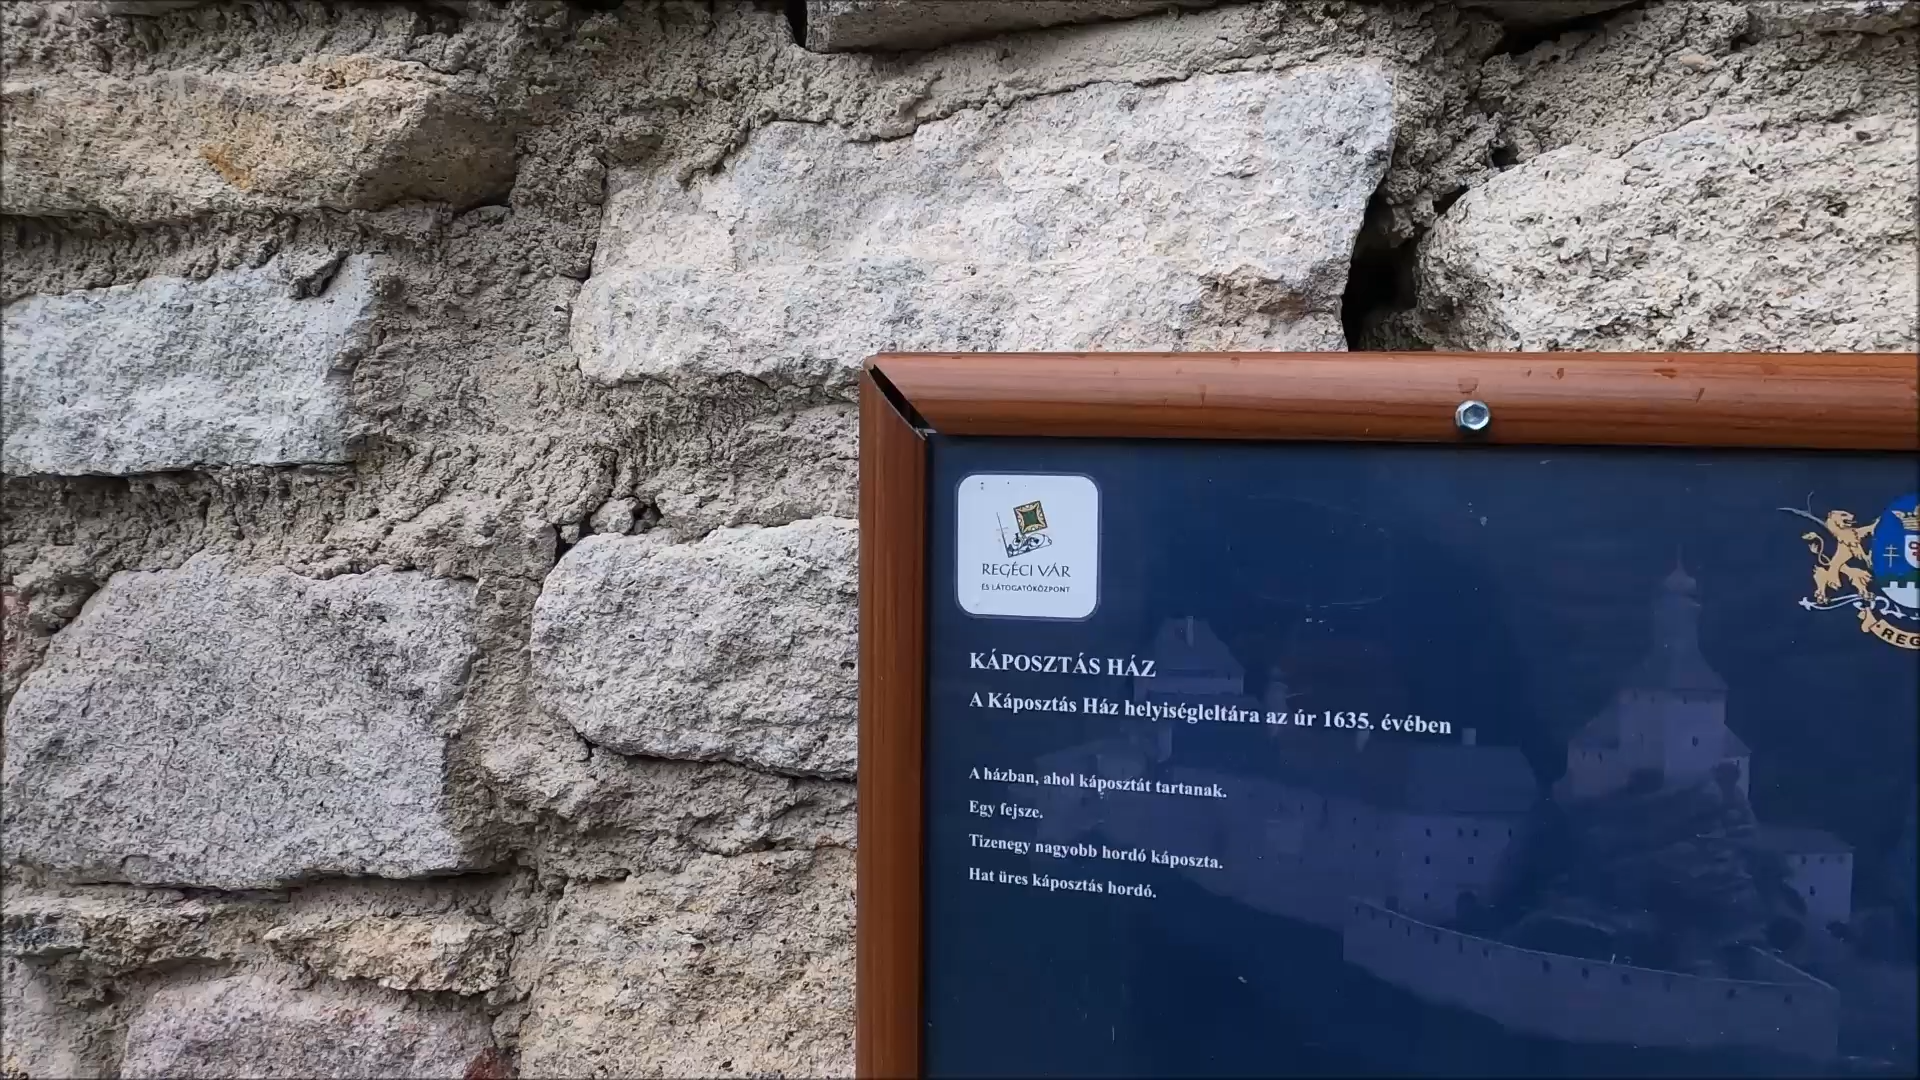 REGÉCI VÁR
ÉS LÁTOGATÓKÖZPONT
REG
KÁPOSZTÁS HÁZ
A Káposztás Ház helyiségleltára az úr 1635. évében
A házban, ahol káposztát tartanak.
Egy fejsze.
Tizenegy nagyobb hordó káposzta.
Hat üres káposztás hordó.